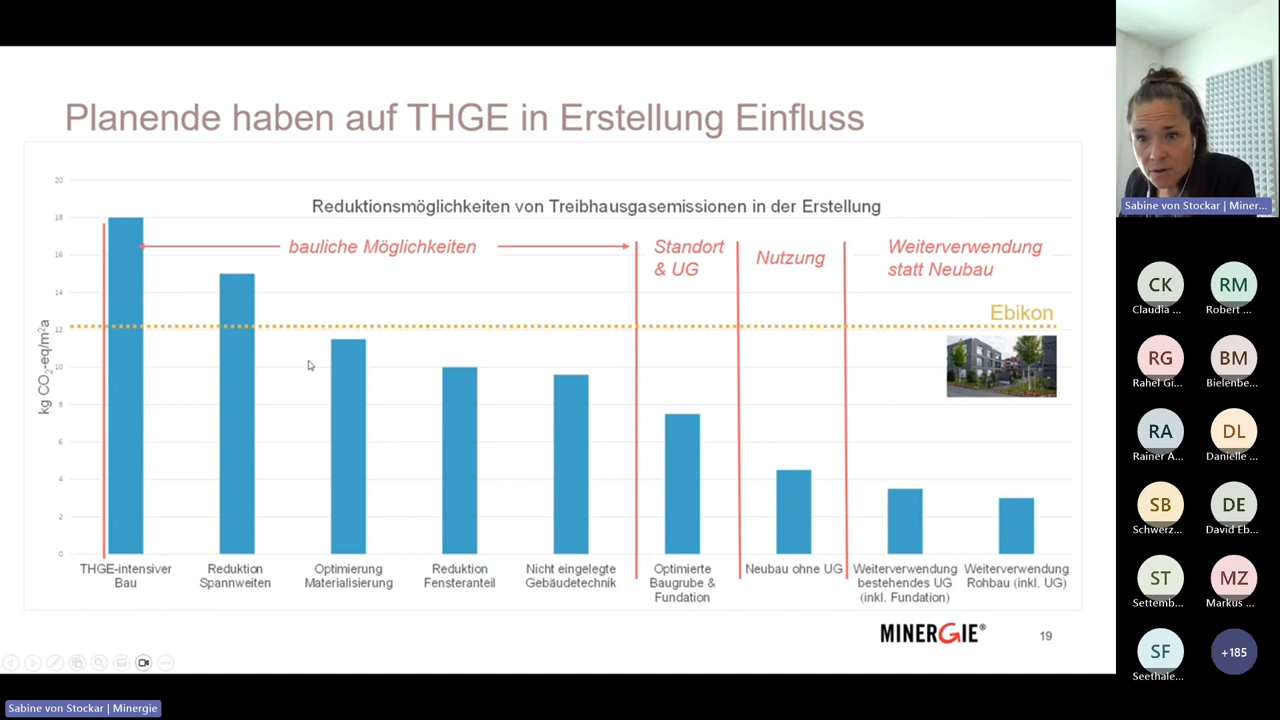 Planende haben auf THGE in Erstellung Einfluss
Reduktionsmöglichkeiten von Treibhausgasemissionen in der Erstellung
bauliche Möglichkeiten
Standort
& UG
Nutzung
Weiterverwendung
statt Neubau
Ebikon
kg CO2-eq/m²a
20
18
16
14
12
10
8
6
4
2
0
THGE-intensiver
Bau
Reduktion
Spannweiten
Optimierung
Materialisierung
Reduktion
Fensteranteil
Nicht eingelegte
Gebäudetechnik
Optimierte
Baugrube &
Fundation
Neubau ohne UG
Weiterverwendung
bestehendes UG
(inkl. Fundation)
Weiterverwendung
Rohbau (inkl. UG)
MINERGIE®
19
Sabine von Stockar | Minergie
Sabine von Stockar | Miner...
CK
Claudia ...
RM
Robert ...
RG
Rahel Gi...
BM
Bielenbe...
RA
Rainer A...
DL
Danielle ...
SB
Schwerz...
DE
David Eb...
ST
Settemb...
MZ
Markus ...
SF
Seethale...
+185